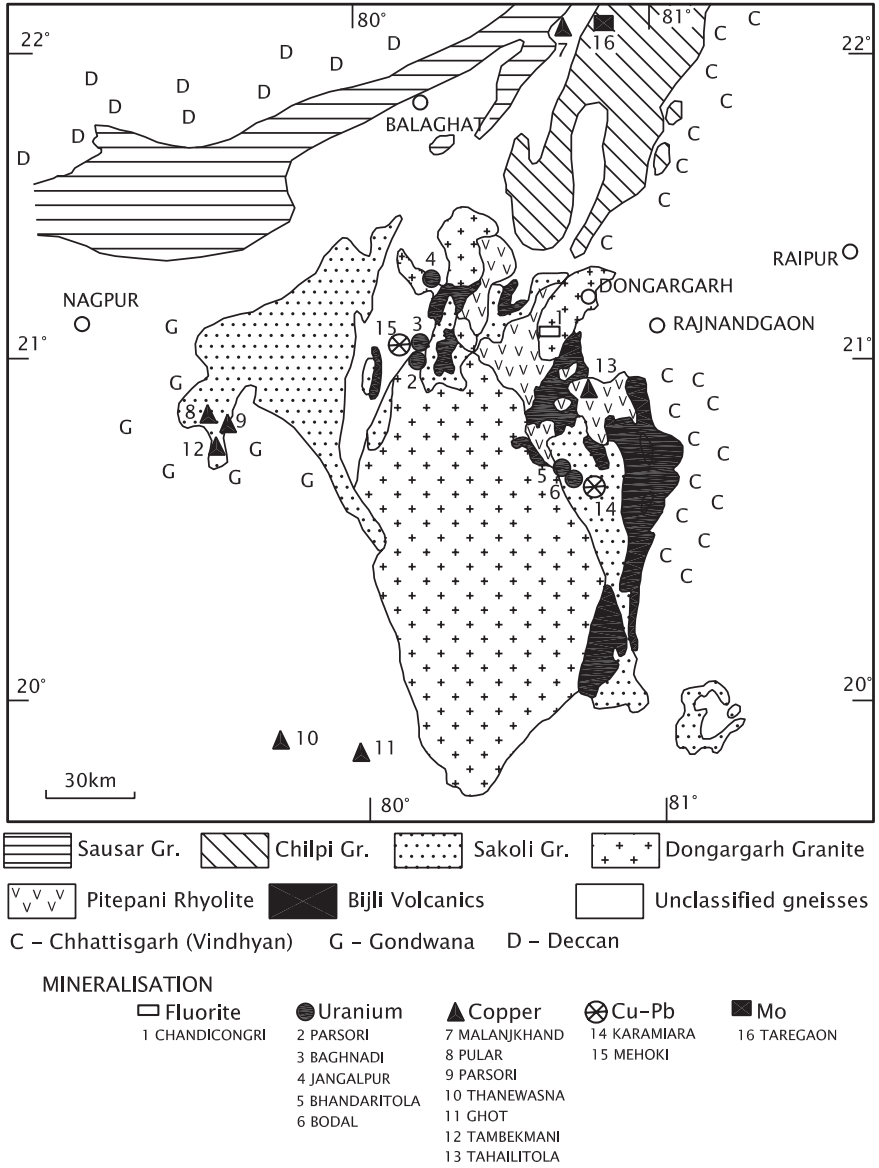 80° 81° C C
22° D D 7 16 C 22°
D D C
D D C
D D BALAGHAT C
D C
C
C
4 RAIPUR
NAGPUR DONGARGARH
G 15 3 1 RAJNANDGAON
21° 21°
G 2 13 C C
8 9 C
G 12 G C C
G G G 5 C C
6 14 C C
C C
C
20° 20°
10 11
30km
80° 81°
Sausar Gr. Chilpi Gr. Sakoli Gr. Dongargarh Granite
Pitepani Rhyolite Bijli Volcanics Unclassified gneisses
C – Chhattisgarh (Vindhyan) G – Gondwana D – Deccan
MINERALISATION
Fluorite Uranium Copper Cu–Pb Mo
1 CHANDICONGRI 2 PARSORI 7 MALANJKHAND 14 KARAMIARA 16 TAREGAON
3 BAGHNADI 8 PULAR 15 MEHOKI
4 JANGALPUR 9 PARSORI
5 BHANDARITOLA 10 THANEWASNA
6 BODAL 11 GHOT
12 TAMBEKMANI
13 TAHAILITOLA